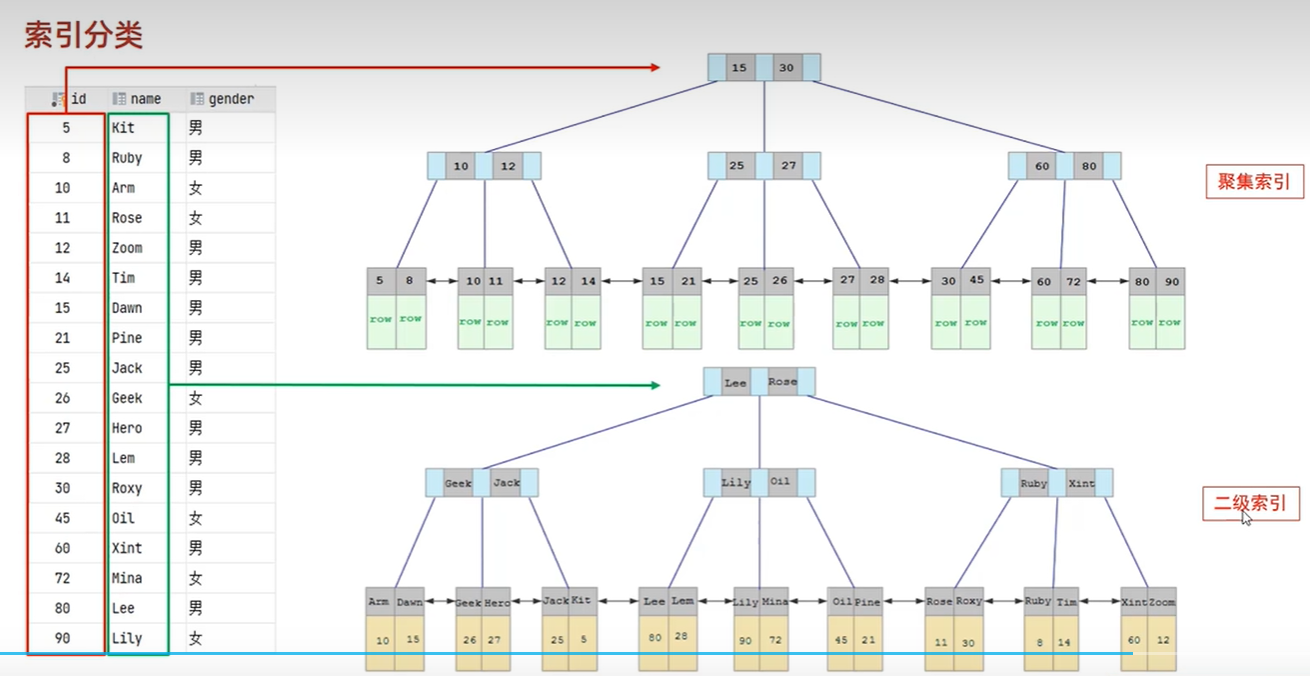 索引分类
id name gender
5 Kit 男
8 Ruby 男
10 Arm 女
11 Rose 女
12 Zoom 男
14 Tim 男
15 Dawn 男
21 Pine 男
25 Jack 男
26 Geek 女
27 Hero 男
28 Lem 男
30 Roxy 男
45 Oil 女
60 Xint 男
72 Mina 女
80 Lee 男
90 Lily 女
15 30
10 12 25 27 60 80
聚集索引
5 8 10 11 12 14 15 21 25 26 27 28 30 45 60 72 80 90
row row row row row row row row row row row row row row row row row row
Lee Rose
Geek Jack Lily Oil Ruby Xint
二级索引
Arm Dawn Geek Hero Jack Kit Lee Lem Lily Mina Oil Pine Rose Roxy Ruby Tim Xint Zoom
10 15 26 27 25 5 80 28 90 72 45 21 11 30 8 14 60 12